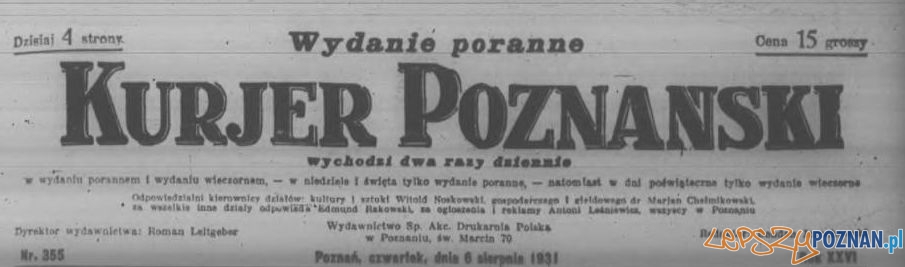 Dzisiaj 4 strony.
Wydanie poranne
Cena 15 groszy
KURJER POZNANSKI
wychodzi dwa razy dziennie
w wydaniu porannem i wydaniu wieczornem, — w niedziele i święta tylko wydanie poranne, — natomiast w dni poświąteczne tylko wydanie wieczorne
Odpowiedzialni kierownicy działów: kultury i sztuki Witold Noskowski, gospodarczego i giełdowego dr Marjan Chełmikowski,
za wszelkie inne działy odpowiada Edmund Rakowski, za ogłoszenia i reklamy Antoni Leśniewicz, wszyscy w Poznaniu
Dyrektor wydawnictwa: Roman Leitgeber
Wydawnictwo Sp. Akc. Drukarnia Polska
w Poznaniu, św. Marcin 70
Nr. 355
Poznań, czwartek, dnia 6 sierpnia 1931
XXVI
LEPSZYPOZNAN.pl